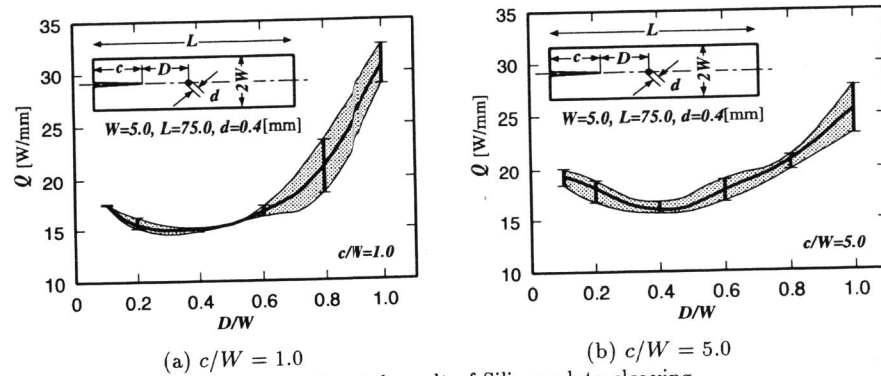 L
c
D
d
2W
W=5.0, L=75.0, d=0.4[mm]
c/W=1.0
Q [W/mm]
35
30
25
20
15
10
0 0.2 0.4 0.6 0.8 1.0
D/W
(a) c/W = 1.0
L
c
D
d
2W
W=5.0, L=75.0, d=0.4[mm]
c/W=5.0
Q [W/mm]
35
30
25
20
15
10
0 0.2 0.4 0.6 0.8 1.0
D/W
(b) c/W = 5.0
of Silicon